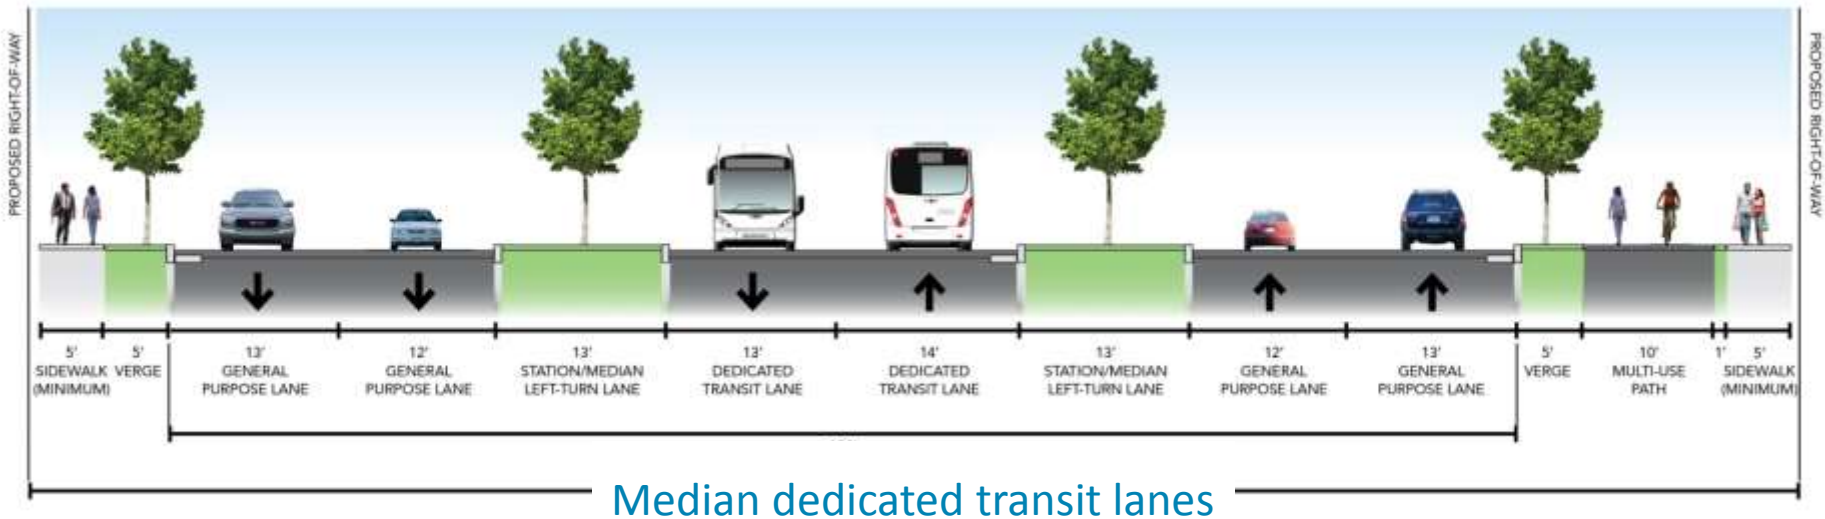 PROPOSED RIGHT-OF-WAY
5'
SIDEWALK
(MINIMUM)
5'
VERGE
13'
GENERAL
PURPOSE LANE
12'
GENERAL
PURPOSE LANE
13'
STATION/MEDIAN
LEFT-TURN LANE
13'
DEDICATED
TRANSIT LANE
14'
DEDICATED
TRANSIT LANE
13'
STATION/MEDIAN
LEFT-TURN LANE
12'
GENERAL
PURPOSE LANE
13'
GENERAL
PURPOSE LANE
5'
VERGE
10'
MULTI-USE
PATH
1'
5'
SIDEWALK
(MINIMUM)
PROPOSED RIGHT-OF-WAY
Median dedicated transit lanes